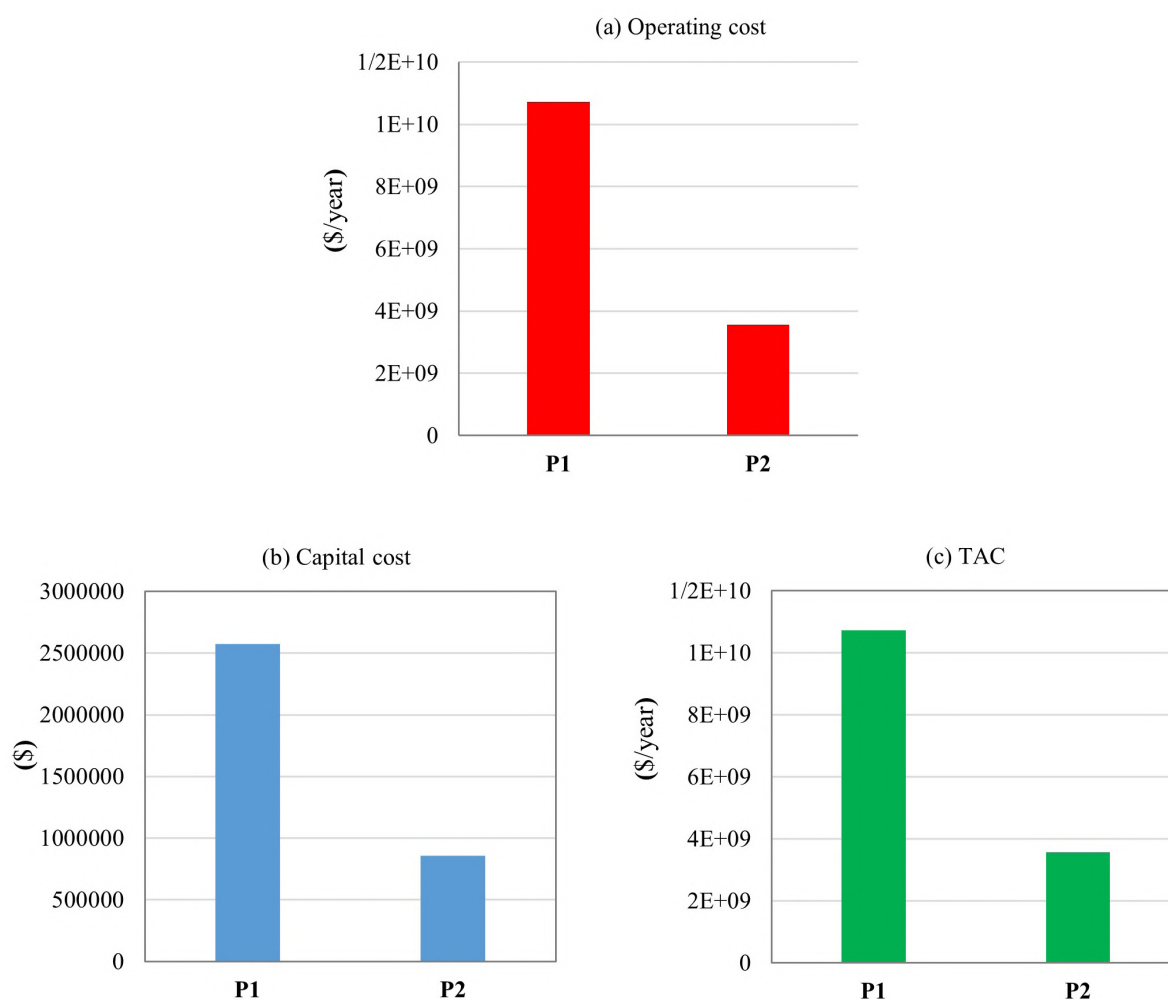 (a) Operating cost
1/2E+10
1E+10
8E+09
6E+09
4E+09
2E+09
0
($/year)
P1 P2
(b) Capital cost
3000000
2500000
2000000
1500000
1000000
500000
0
($)
P1 P2
(c) TAC
1/2E+10
1E+10
8E+09
6E+09
4E+09
2E+09
0
($/year)
P1 P2